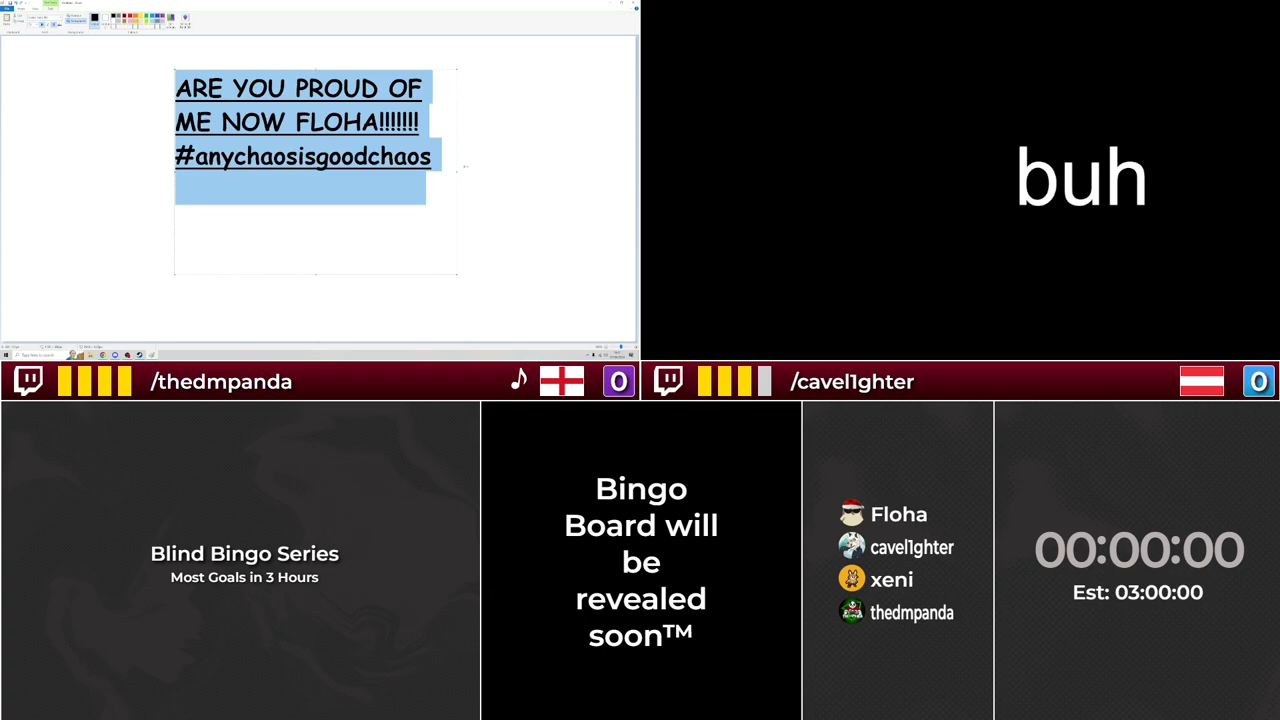 ARE YOU PROUD OF
ME NOW FLOHA!!!!!!!
#anychaosisgoodchaos
buh
/thedmpanda
0
/cavel1ghter
0
Blind Bingo Series
Most Goals in 3 Hours
Bingo
Board will
be
revealed
soon™
Floha
cavel1ghter
xeni
thedmpanda
00:00:00
Est: 03:00:00